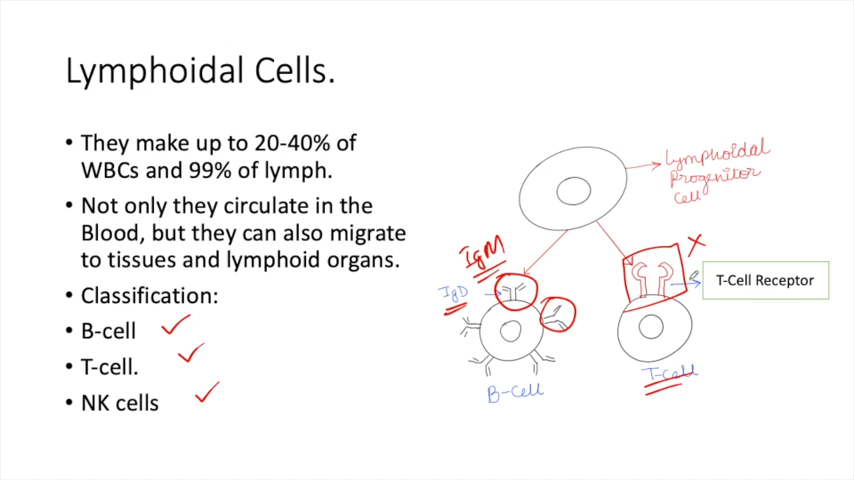 Lymphoidal Cells.
• They make up to 20-40% of
WBCs and 99% of lymph.
• Not only they circulate in the
Blood, but they can also migrate
to tissues and lymphoid organs.
• Classification:
• B-cell
• T-cell.
• NK cells
Lymphoidal
Progenitor
Cell
IgM
IgD
T-Cell Receptor
B-Cell
T-cell